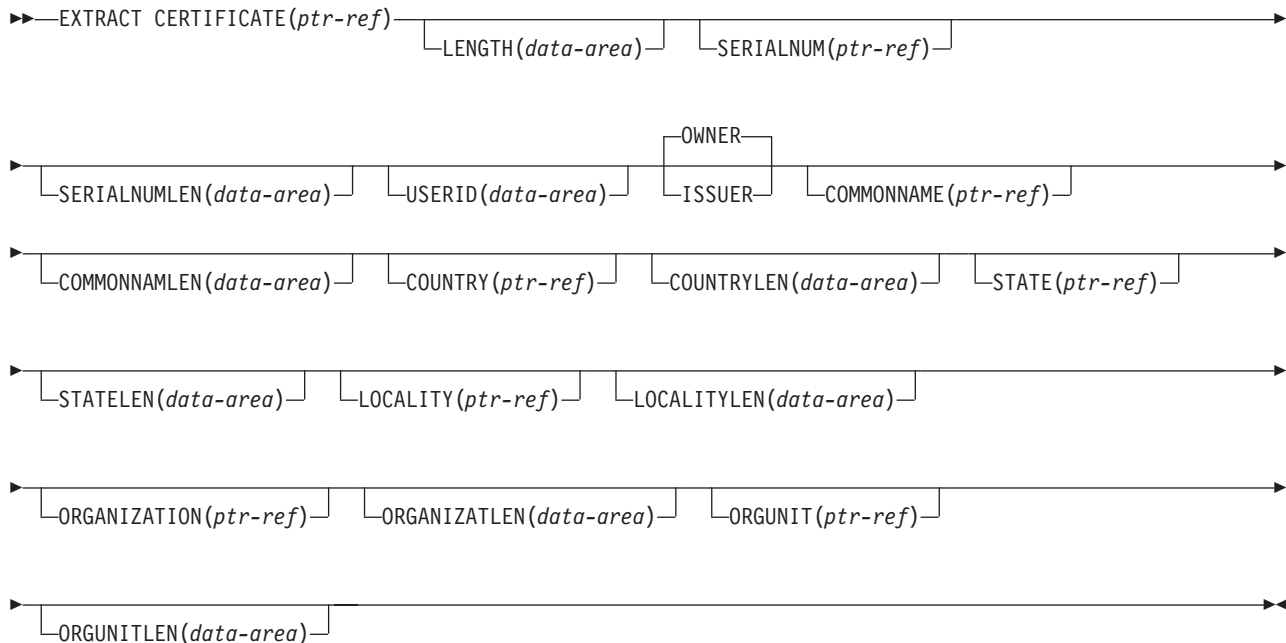 EXTRACT CERTIFICATE(ptr-ref)
LENGTH(data-area) SERIALNUM(ptr-ref)
OWNER
SERIALNUMLEN(data-area) USERID(data-area) ISSUER COMMONNAME(ptr-ref)
COMMONNAMLEN(data-area) COUNTRY(ptr-ref) COUNTRYLEN(data-area) STATE(ptr-ref)
STATELEN(data-area) LOCALITY(ptr-ref) LOCALITYLEN(data-area)
ORGANIZATION(ptr-ref) ORGANIZATLEN(data-area) ORGUNIT(ptr-ref)
ORGUNITLEN(data-area)